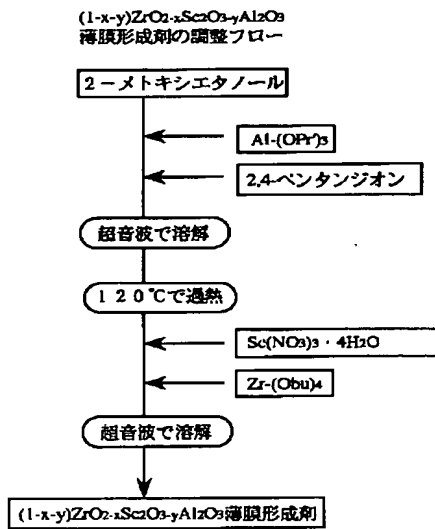 (1-x-y)ZrO2-xSc2O3-yAl2O3
薄膜形成剤の調整フロー
2-メトキシエタノール
Al-(OPr')3
2,4-ペンタンジオン
超音波で溶解
120℃で過熱
Sc(NO3)3・4H2O
Zr-(Obu)4
超音波で溶解
(1-x-y)ZrO2-xSc2O3-yAl2O3薄膜形成剤